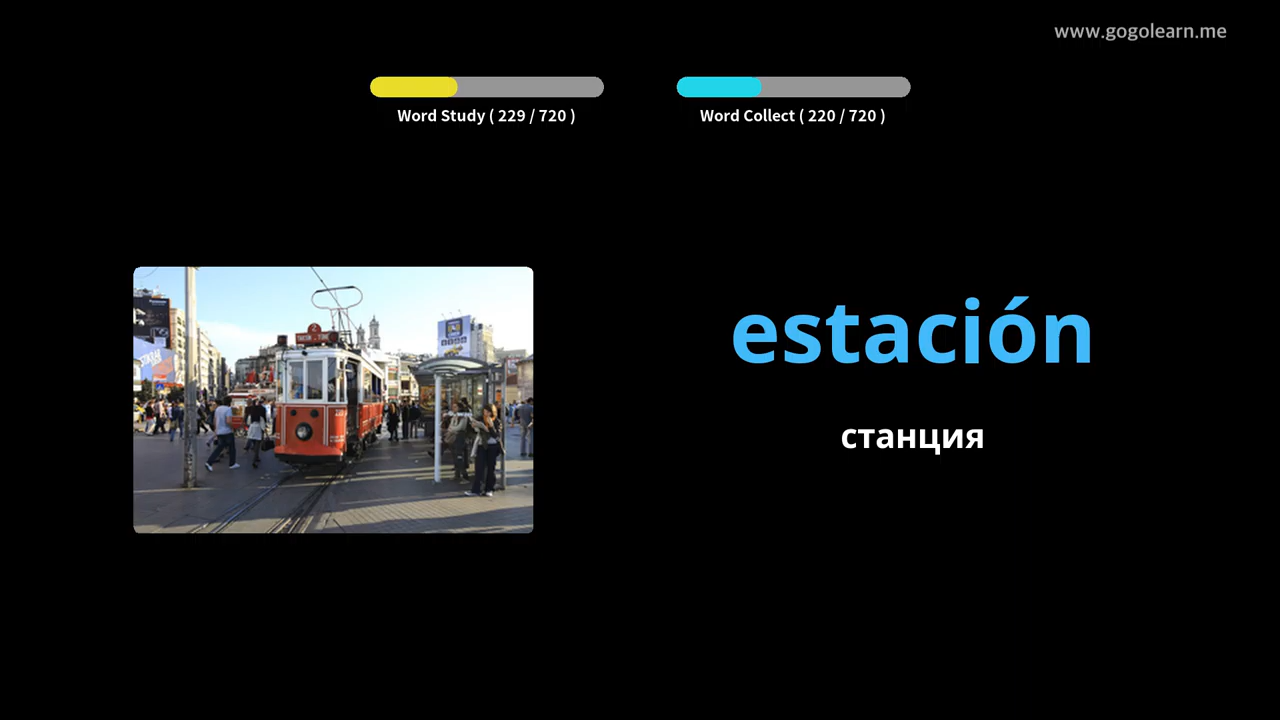 www.gogolearn.me
Word Study ( 229 / 720 )
Word Collect ( 220 / 720 )
estación
станция